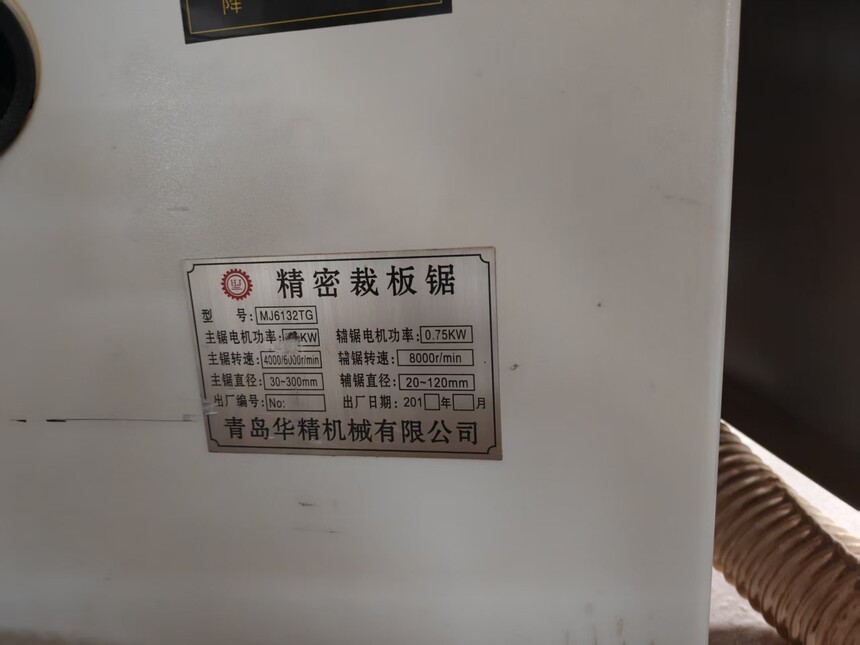 降
HJ
精密裁板锯
型 号: MJ6132TG
主锯电机功率: KW 辅锯电机功率: 0.75KW
主锯转速: 4000/6000r/min 辅锯转速: 8000r/min
主锯直径: 30~300mm 辅锯直径: 20~120mm
出厂编号: No: 出厂日期: 201 年 月
青岛华精机械有限公司